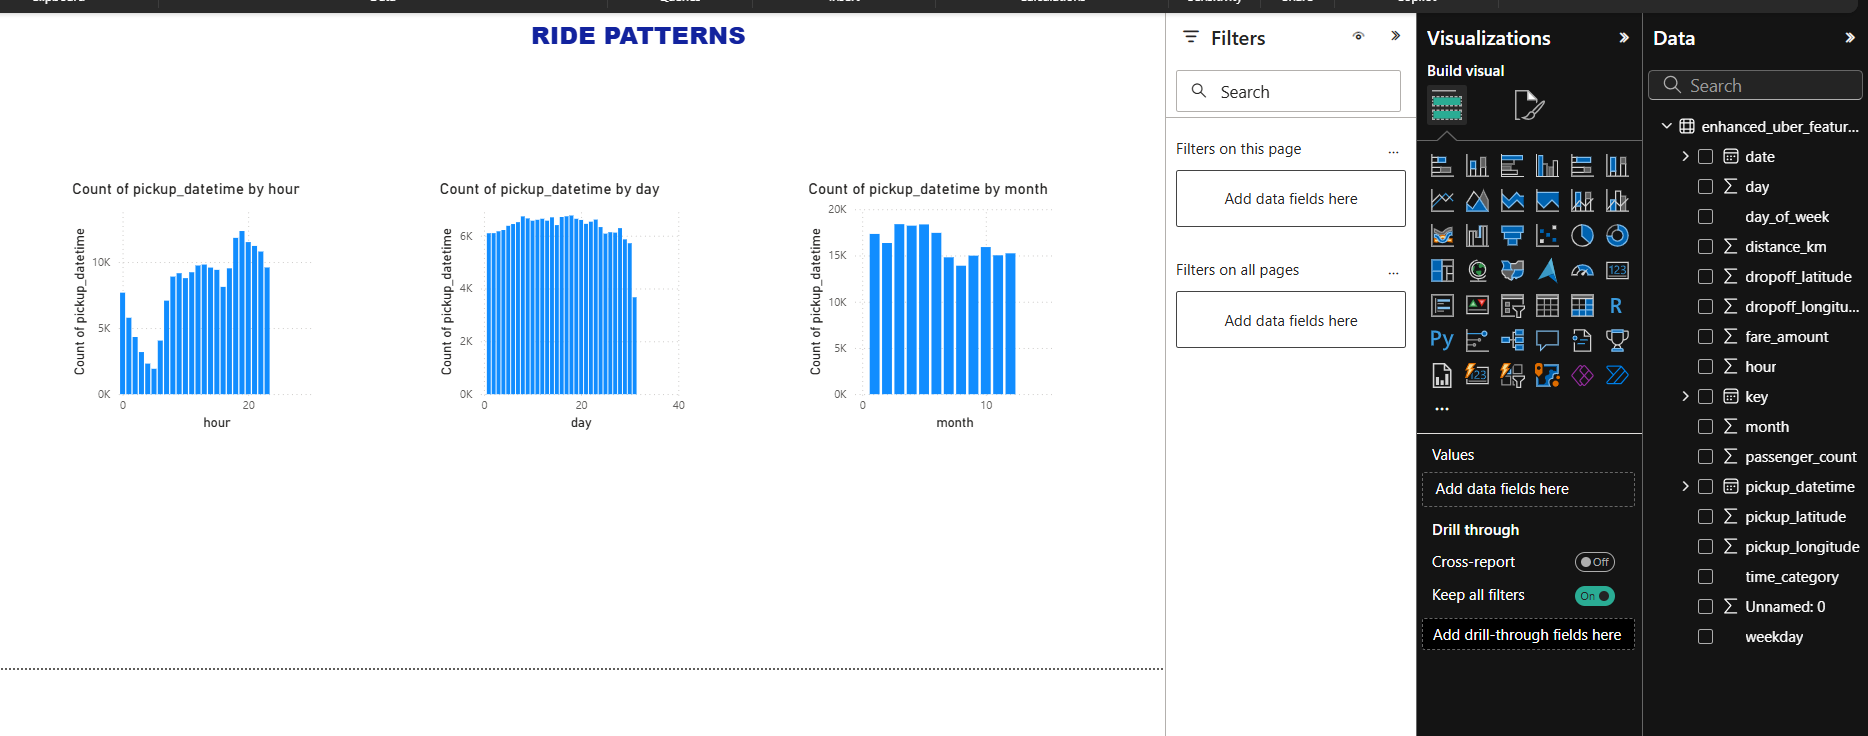 RIDE PATTERNS
Count of pickup_datetime by hour
Count of pickup_datetime
10K
5K
0K
0
20
hour
Count of pickup_datetime by day
Count of pickup_datetime
6K
4K
2K
0K
0
20
40
day
Count of pickup_datetime by month
Count of pickup_datetime
20K
15K
10K
5K
0K
0
10
month
Filters
Search
Filters on this page
...
Add data fields here
Filters on all pages
...
Add data fields here
Visualizations
Build visual
123
R
Py
123
...
Values
Add data fields here
Drill through
Cross-report
Off
Keep all filters
On
Add drill-through fields here
Data
Search
enhanced_uber_featur...
date
day
day_of_week
distance_km
dropoff_latitude
dropoff_longitu...
fare_amount
hour
key
month
passenger_count
pickup_datetime
pickup_latitude
pickup_longitude
time_category
Unnamed: 0
weekday